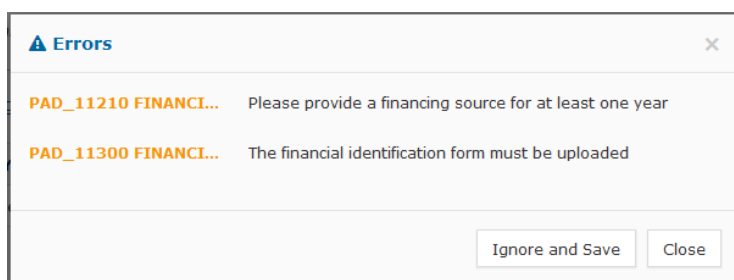 Errors
PAD_11210 FINANCI... Please provide a financing source for at least one year
PAD_11300 FINANCI... The financial identification form must be uploaded
Ignore and Save Close